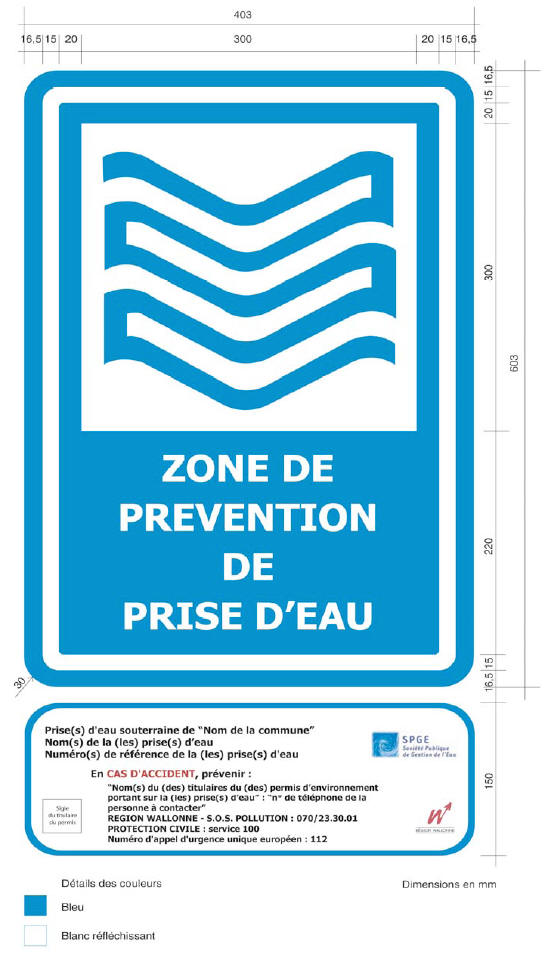 403
16,5 15 20 300 20 15 16,5
16,5
15
20
300
603
ZONE DE
PREVENTION
DE
PRISE D’EAU
220
15
16,5
30
Prise(s) d'eau souterraine de “Nom de la commune”
Nom(s) de la (les) prise(s) d’eau
Numéro(s) de référence de la (les) prise(s) d'eau
SPGE
Société Publique
de Gestion de l'Eau
En CAS D'ACCIDENT, prévenir :
“Nom(s) du (des) titulaires du (des) permis d’environnement
portant sur la (les) prise(s) d'eau” : “n° de téléphone de la
personne à contacter”
REGION WALLONNE - S.O.S. POLLUTION : 070/23.30.01
PROTECTION CIVILE : service 100
Numéro d'appel d'urgence unique européen : 112
Sigle
du titulaire
du permis
W
RÉGION WALLONNE
150
Détails des couleurs
Dimensions en mm
Bleu
Blanc réfléchissant